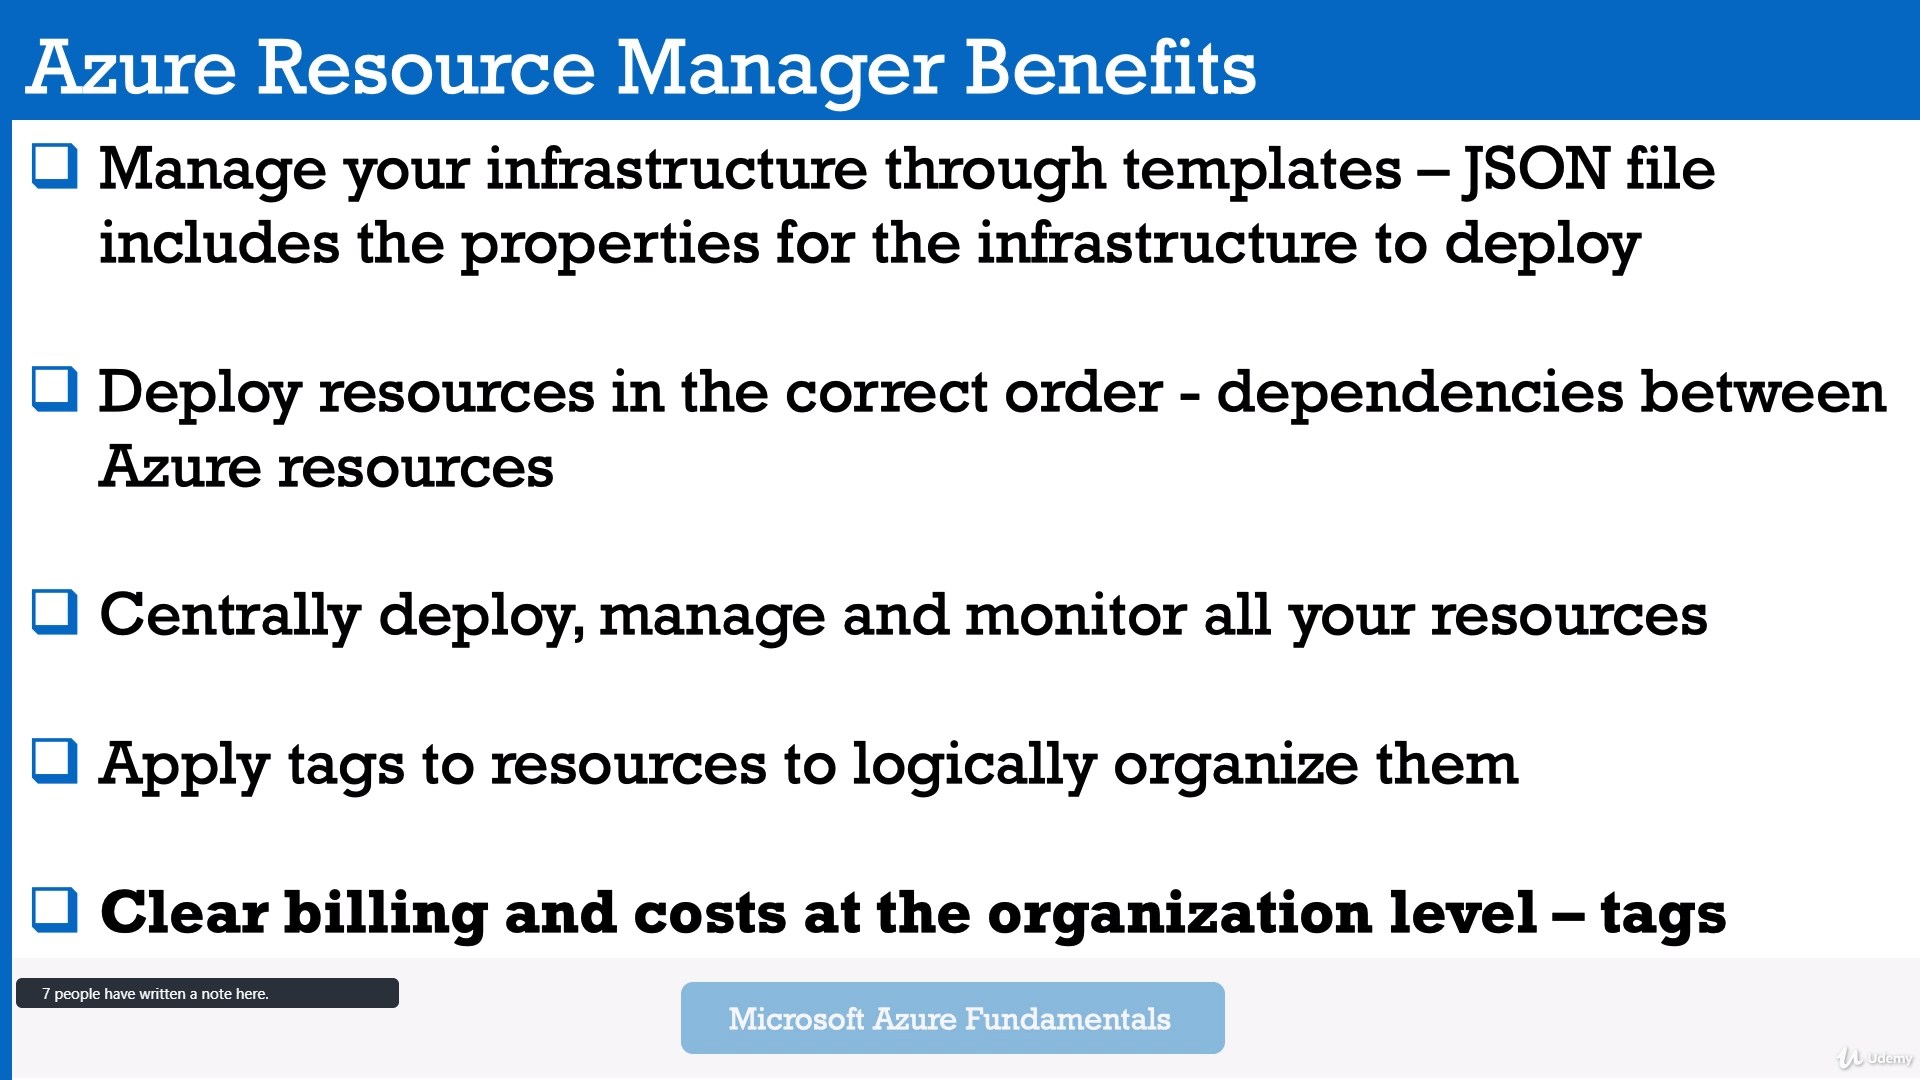 Azure Resource Manager Benefits
Manage your infrastructure through templates – JSON file
includes the properties for the infrastructure to deploy
Deploy resources in the correct order - dependencies between
Azure resources
Centrally deploy, manage and monitor all your resources
Apply tags to resources to logically organize them
Clear billing and costs at the organization level – tags
7 people have written a note here.
Microsoft Azure Fundamentals
Udemy